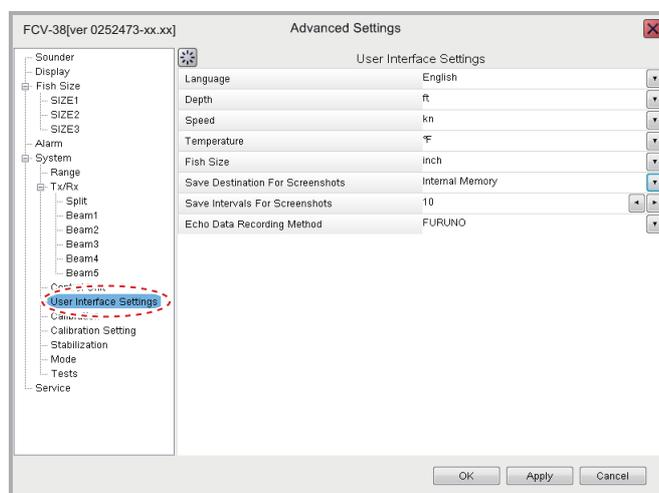 FCV-38[ver 0252473-xx.xx]
Advanced Settings
Sounder
Display
Fish Size
SIZE1
SIZE2
SIZE3
Alarm
System
Range
Tx/Rx
Split
Beam1
Beam2
Beam3
Beam4
Beam5
Control Unit
User Interface Settings
Calibration
Calibration Setting
Stabilization
Mode
Tests
Service
User Interface Settings
Language English
Depth ft
Speed kn
Temperature °F
Fish Size inch
Save Destination For Screenshots Internal Memory
Save Intervals For Screenshots 10
Echo Data Recording Method FURUNO
OK Apply Cancel